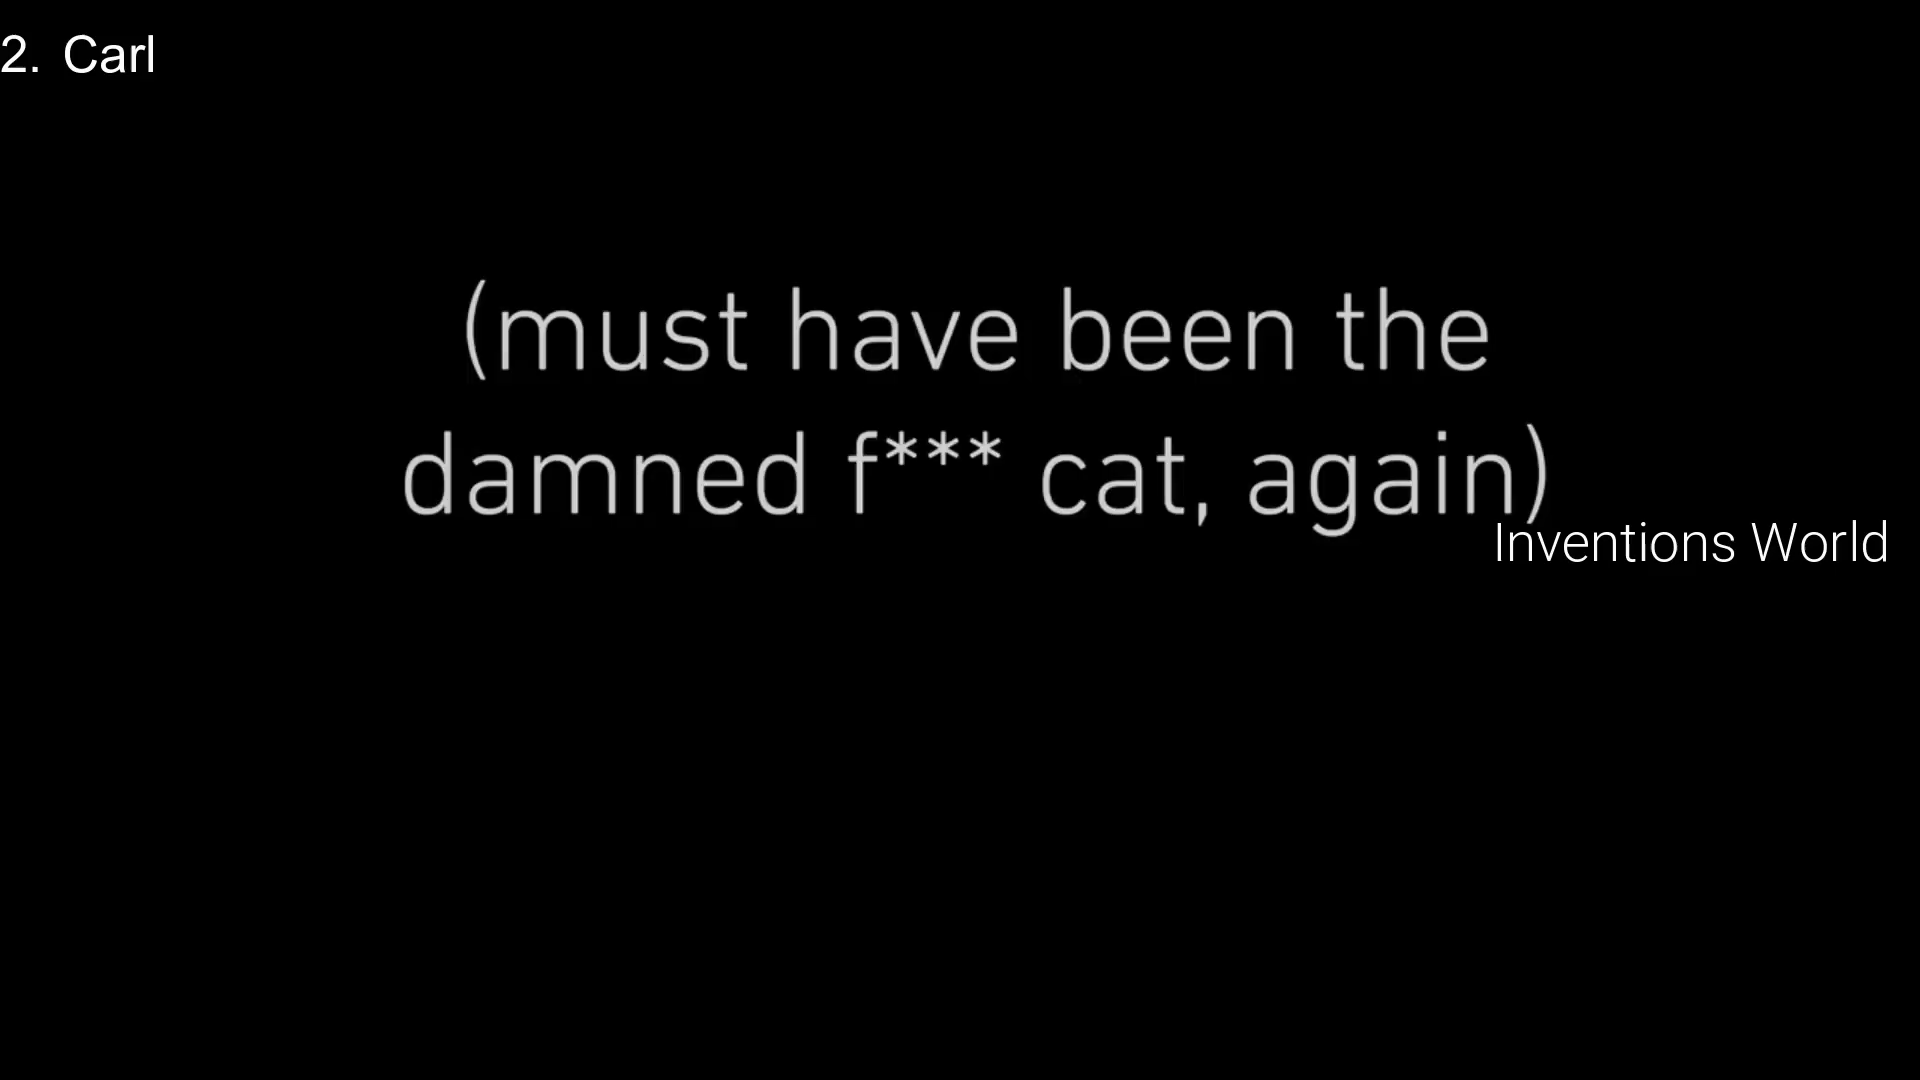 2. Carl
(must have been the
damned f*** cat, again)
Inventions World